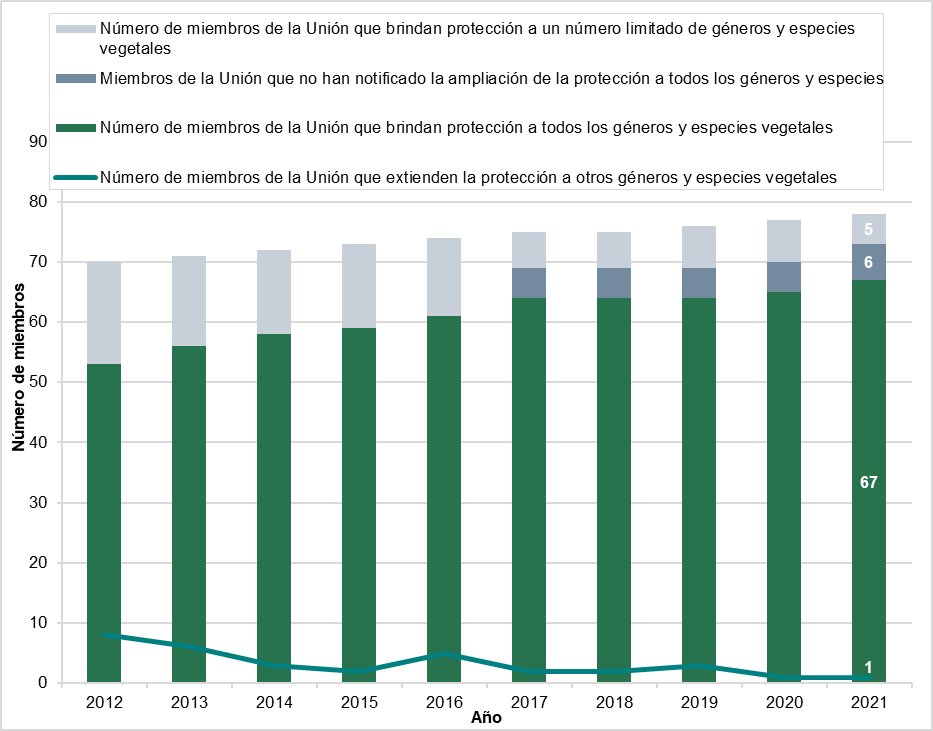 Número de miembros de la Unión que brindan protección a un número limitado de géneros y especies
vegetales
Miembros de la Unión que no han notificado la ampliación de la protección a todos los géneros y especies
Número de miembros de la Unión que brindan protección a todos los géneros y especies vegetales
Número de miembros de la Unión que extienden la protección a otros géneros y especies vegetales
90
80
70
60
50
40
30
20
10
0
Número de miembros
5
6
67
1
2012 2013 2014 2015 2016 2017 2018 2019 2020 2021
Año